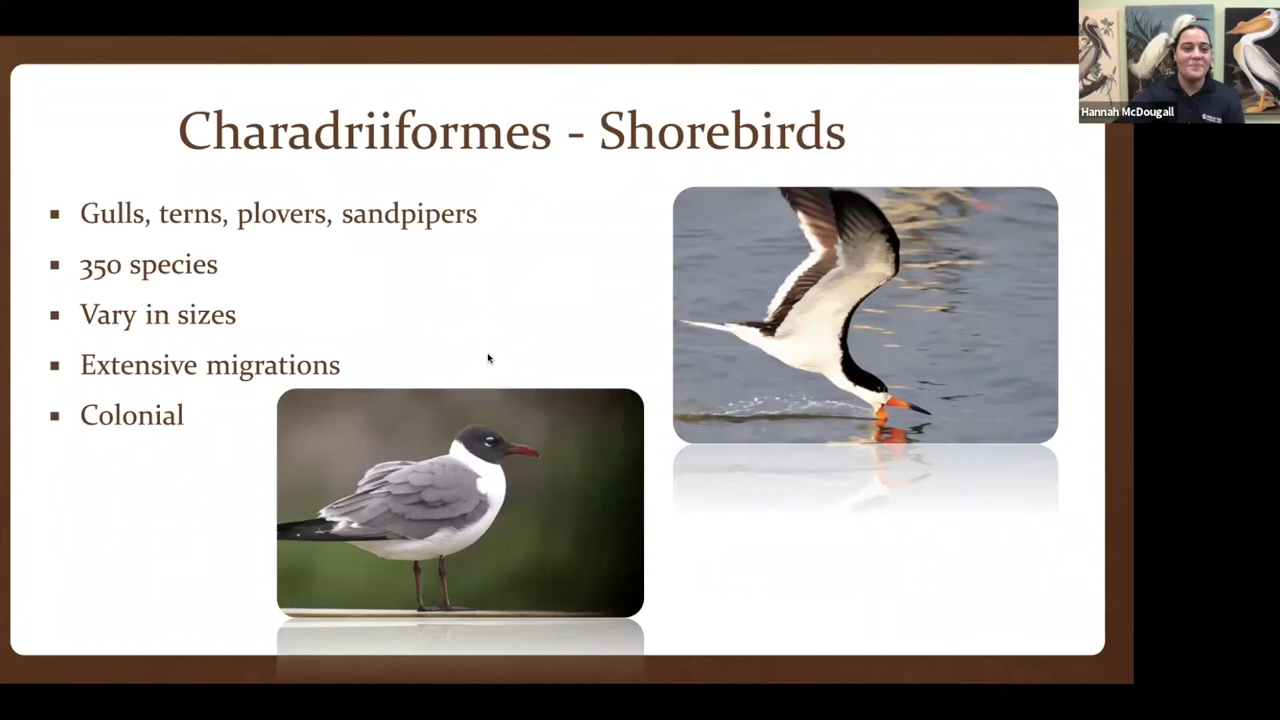 Charadriiformes - Shorebirds
Gulls, terns, plovers, sandpipers
350 species
Vary in sizes
Extensive migrations
Colonial
Hannah McDougall